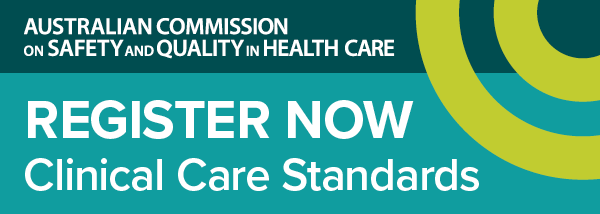 AUSTRALIAN COMMISSION
ON SAFETY AND QUALITY IN HEALTH CARE
REGISTER NOW
Clinical Care Standards